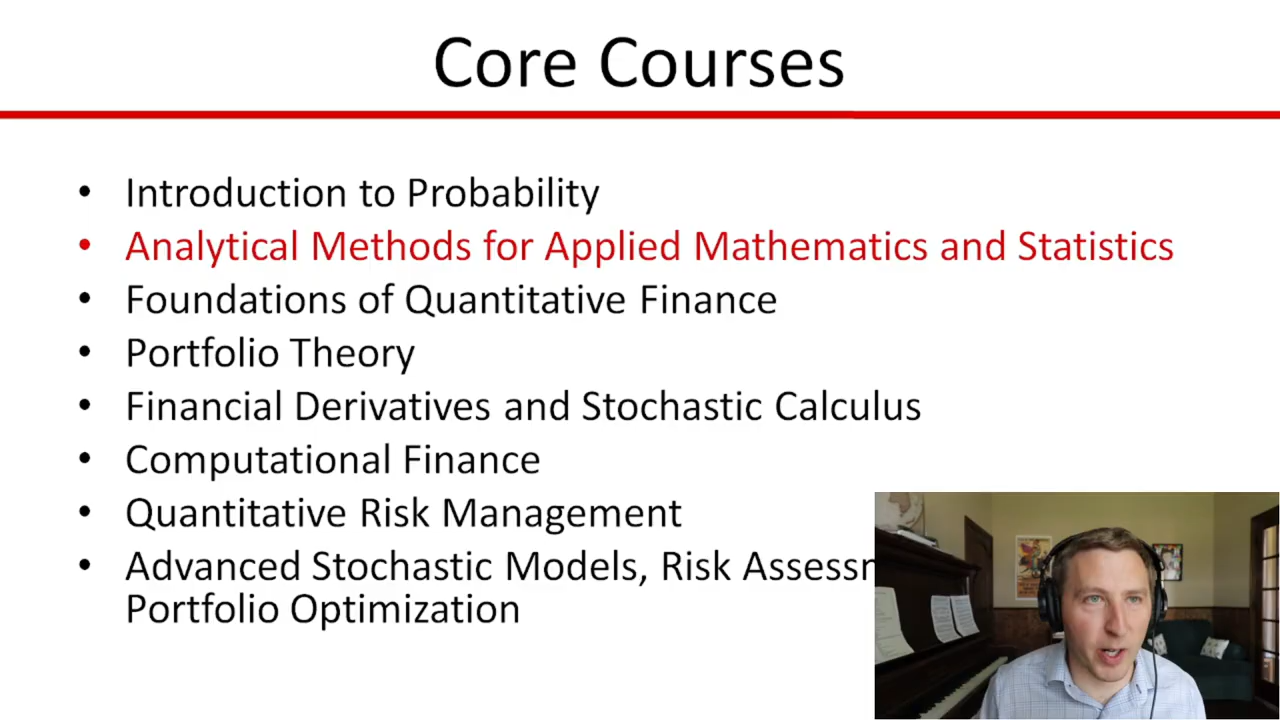 Core Courses
• Introduction to Probability
• Analytical Methods for Applied Mathematics and Statistics
• Foundations of Quantitative Finance
• Portfolio Theory
• Financial Derivatives and Stochastic Calculus
• Computational Finance
• Quantitative Risk Management
• Advanced Stochastic Models, Risk
Portfolio Optimization